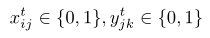 $x_{ij}^{t} \in \{0, 1\}, y_{jk}^{t} \in \{0, 1\}$